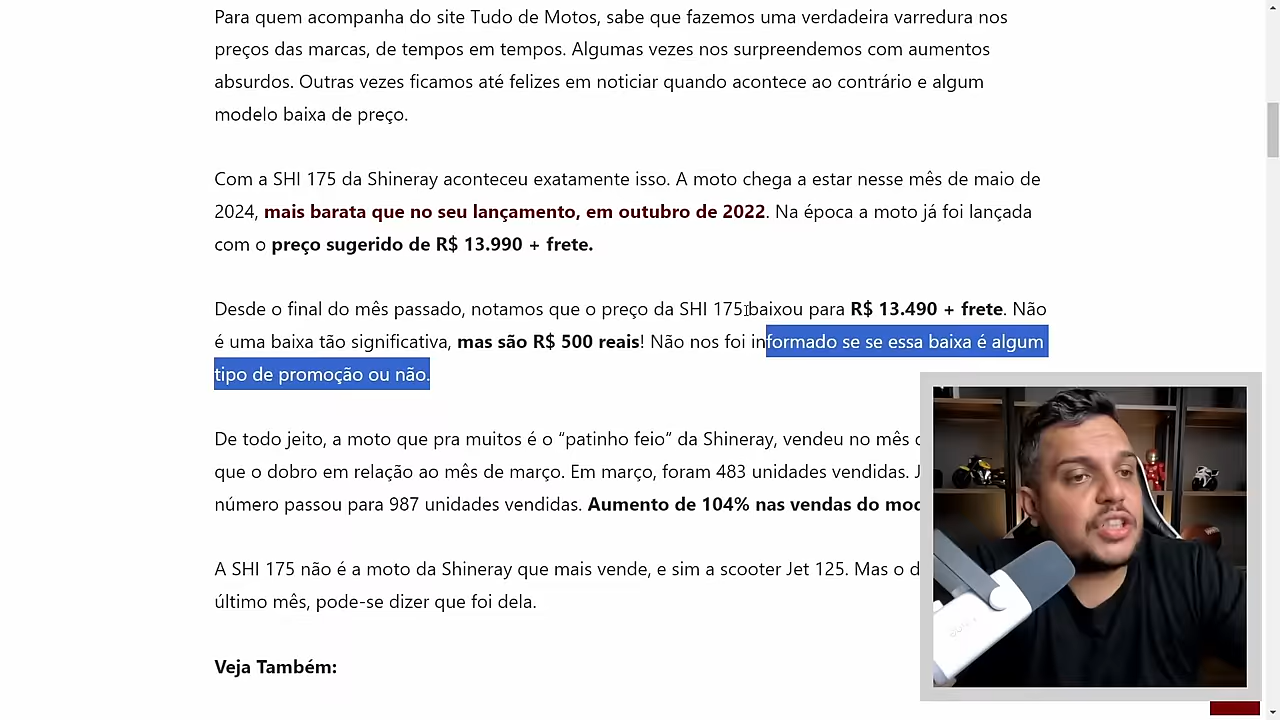 Para quem acompanha do site Tudo de Motos, sabe que fazemos uma verdadeira varredura nos
preços das marcas, de tempos em tempos. Algumas vezes nos surpreendemos com aumentos
absurdos. Outras vezes ficamos até felizes em noticiar quando acontece ao contrário e algum
modelo baixa de preço.
Com a SHI 175 da Shineray aconteceu exatamente isso. A moto chega a estar nesse mês de maio de
2024, mais barata que no seu lançamento, em outubro de 2022. Na época a moto já foi lançada
com o preço sugerido de R$ 13.990 + frete.
Desde o final do mês passado, notamos que o preço da SHI 175 baixou para R$ 13.490 + frete. Não
é uma baixa tão significativa, mas são R$ 500 reais! Não nos foi informado se se essa baixa é algum
tipo de promoção ou não.
De todo jeito, a moto que pra muitos é o “patinho feio” da Shineray, vendeu no mês
que o dobro em relação ao mês de março. Em março, foram 483 unidades vendidas.
número passou para 987 unidades vendidas. Aumento de 104% nas vendas do
A SHI 175 não é a moto da Shineray que mais vende, e sim a scooter Jet 125. Mas o
último mês, pode-se dizer que foi dela.
Veja Também: